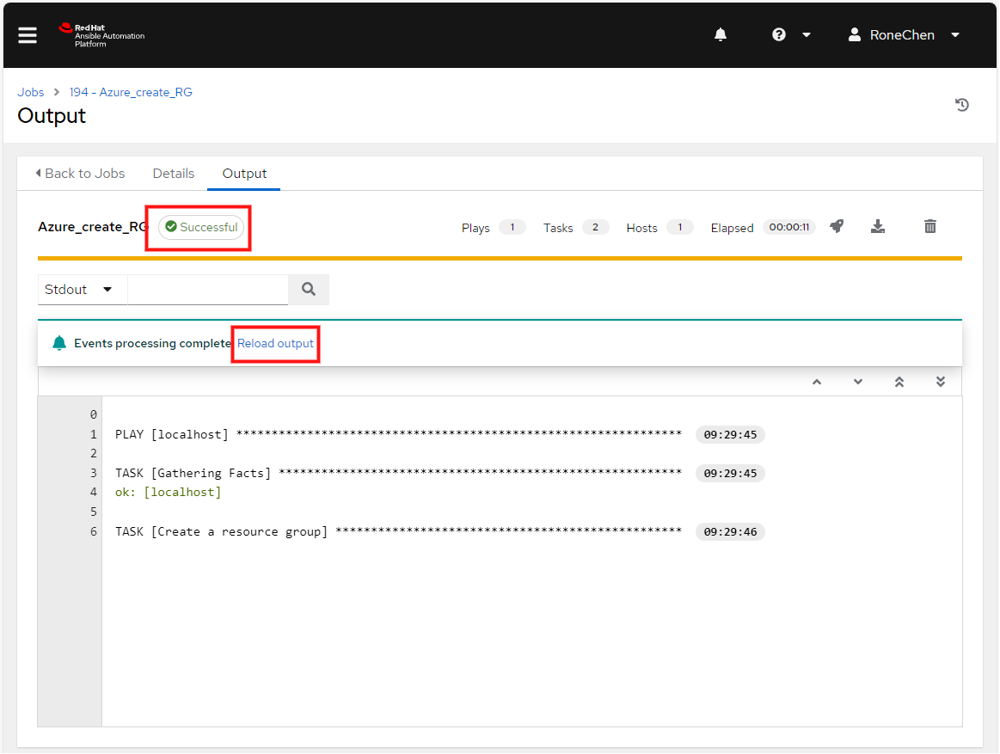 Red Hat
Ansible Automation
Platform
RoneChen
Jobs > 194 - Azure_create_RG
Output
Back to Jobs Details Output
Azure_create_RG Successful Plays 1 Tasks 2 Hosts 1 Elapsed 00:00:11
Stdout
Events processing complete Reload output
0
1 PLAY [localhost] *************************************************************** 09:29:45
2
3 TASK [Gathering Facts] ********************************************************* 09:29:45
4 ok: [localhost]
5
6 TASK [Create a resource group] ************************************************* 09:29:46